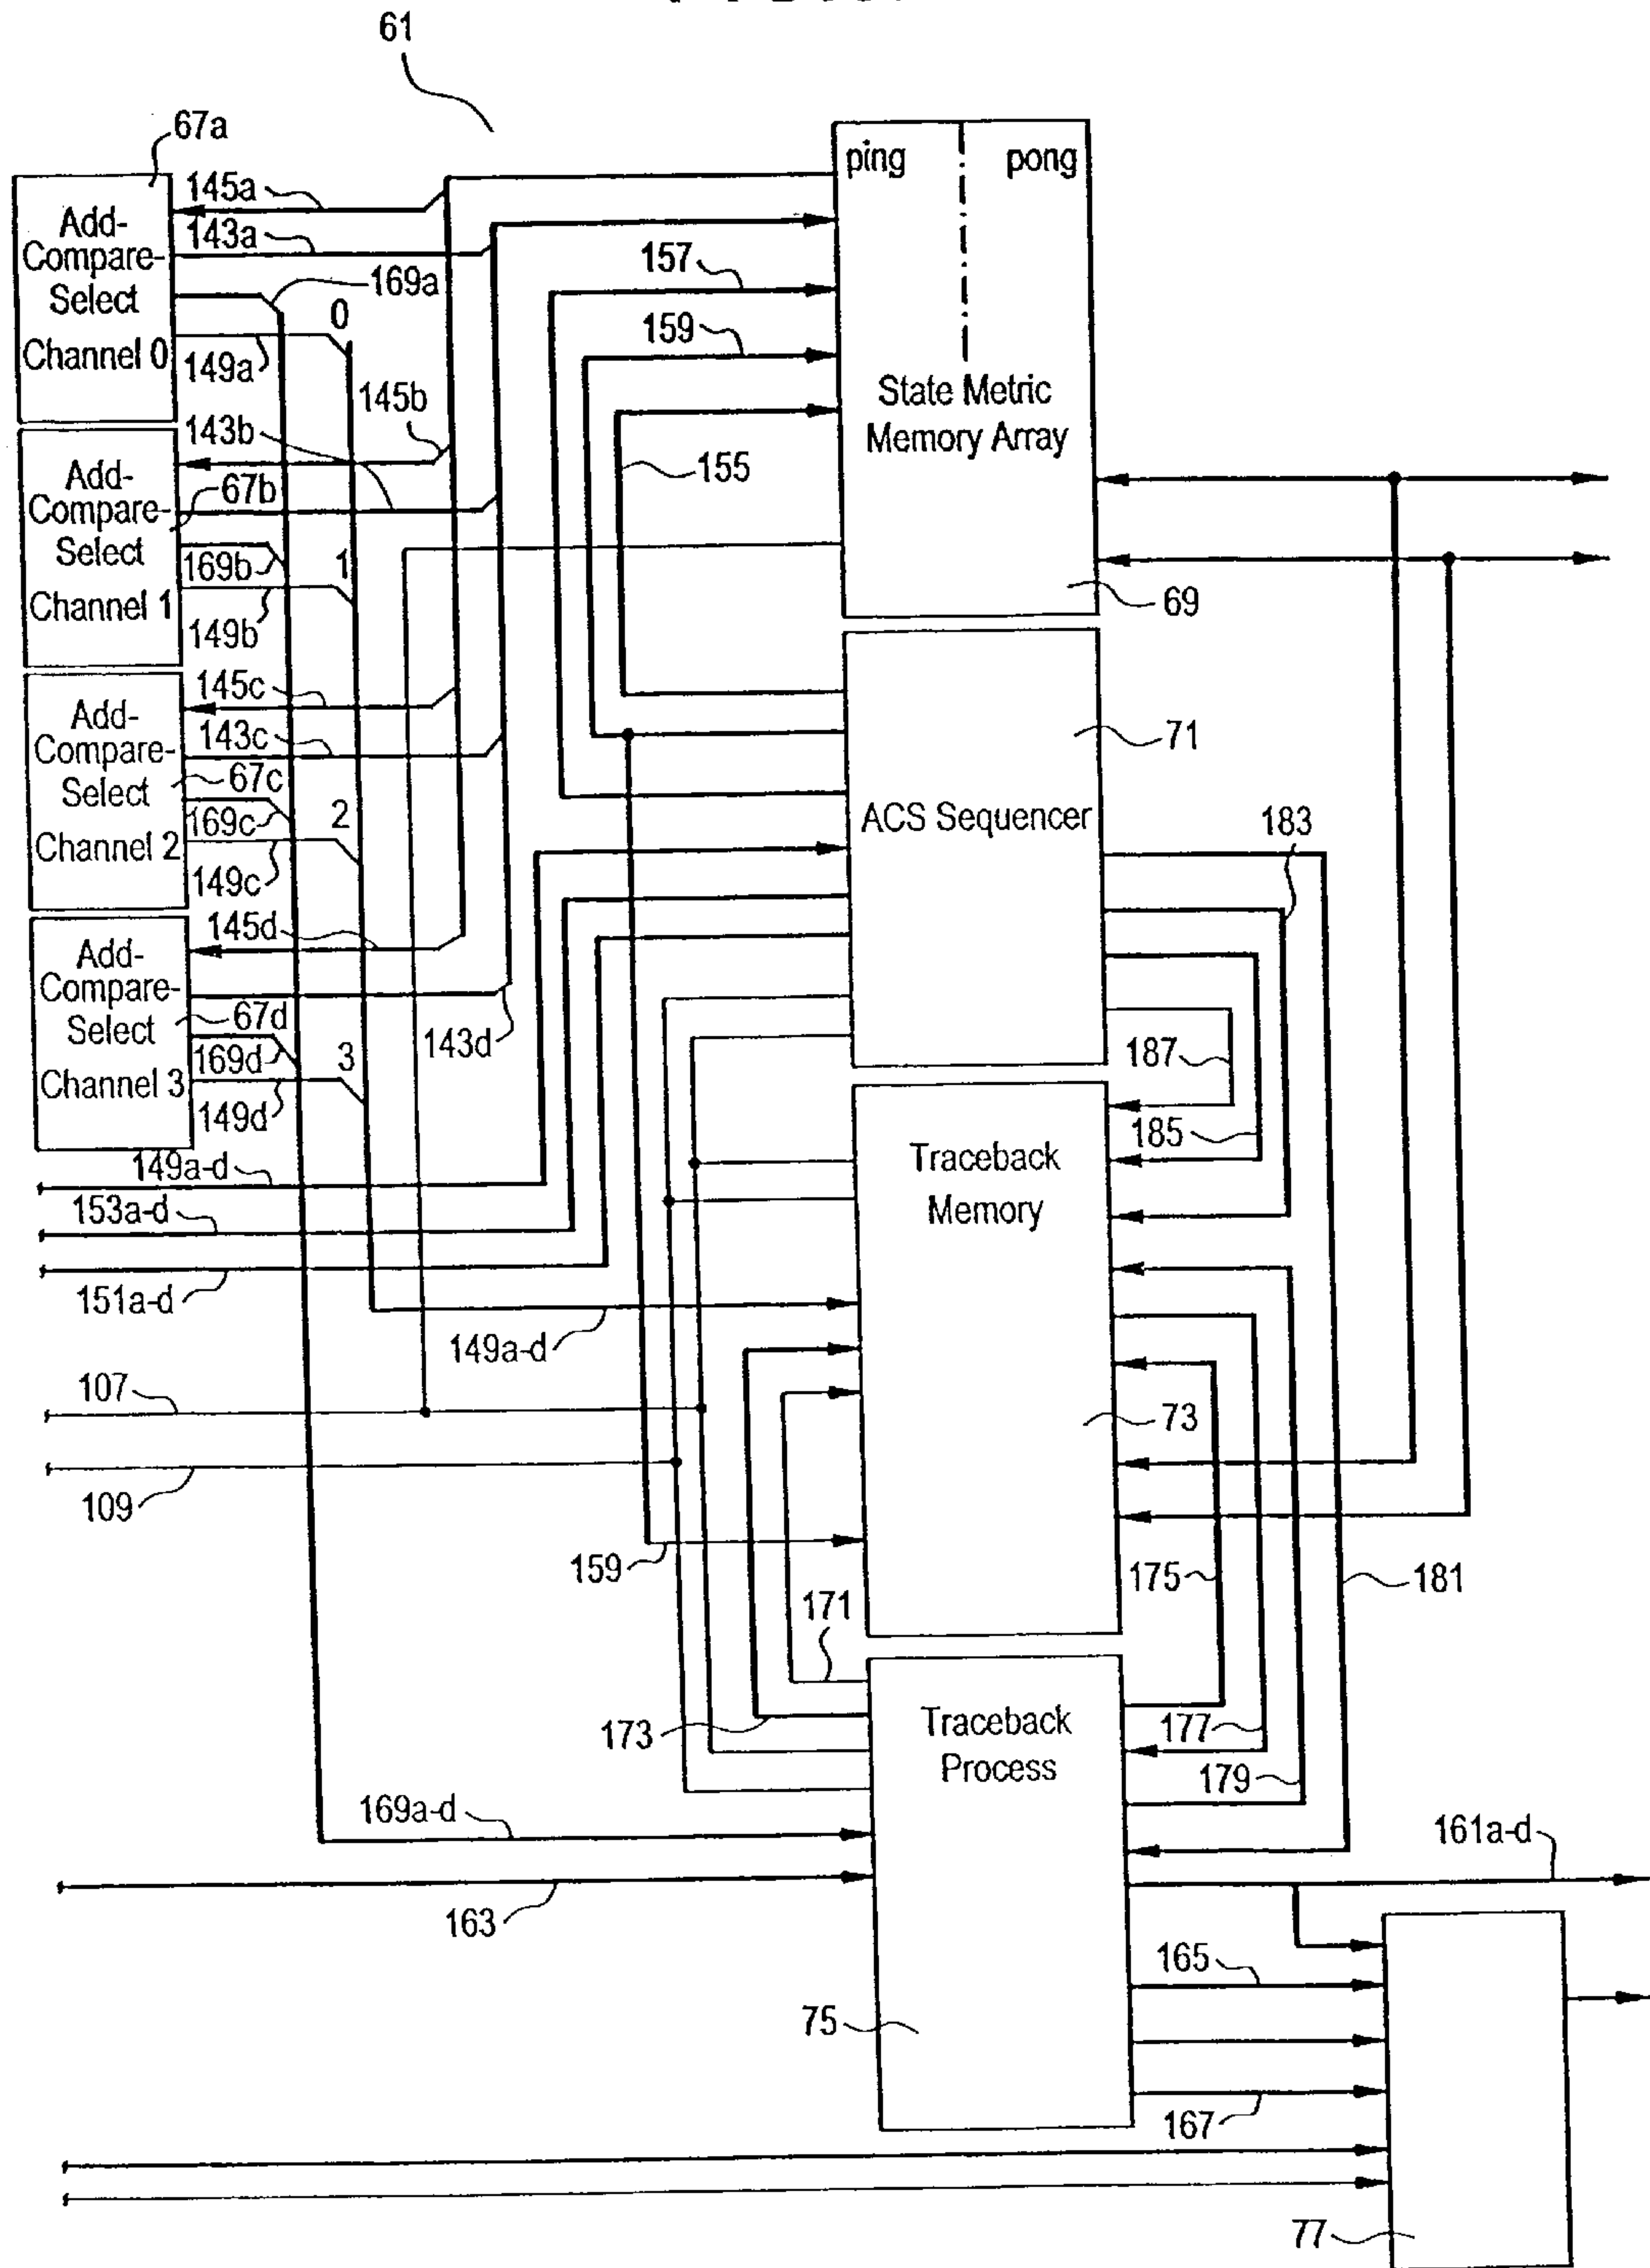 61
67a
Add-
Compare-
Select
Channel 0
145a
143a
169a
0
149a
ping
pong
157
159
155
State Metric
Memory Array
69
145b
143b
Add-
Compare-
Select
Channel 1
67b
169b
1
149b
Add-
Compare-
Select
Channel 2
145c
143c
67c
169c
2
149c
ACS Sequencer
71
183
Add-
Compare-
Select
Channel 3
145d
67d
169d
3
143d
149d
187
185
149a-d
153a-d
151a-d
149a-d
Traceback
Memory
73
107
109
159
171
173
175
181
177
179
Traceback
Process
169a-d
163
161a-d
165
75
167
77